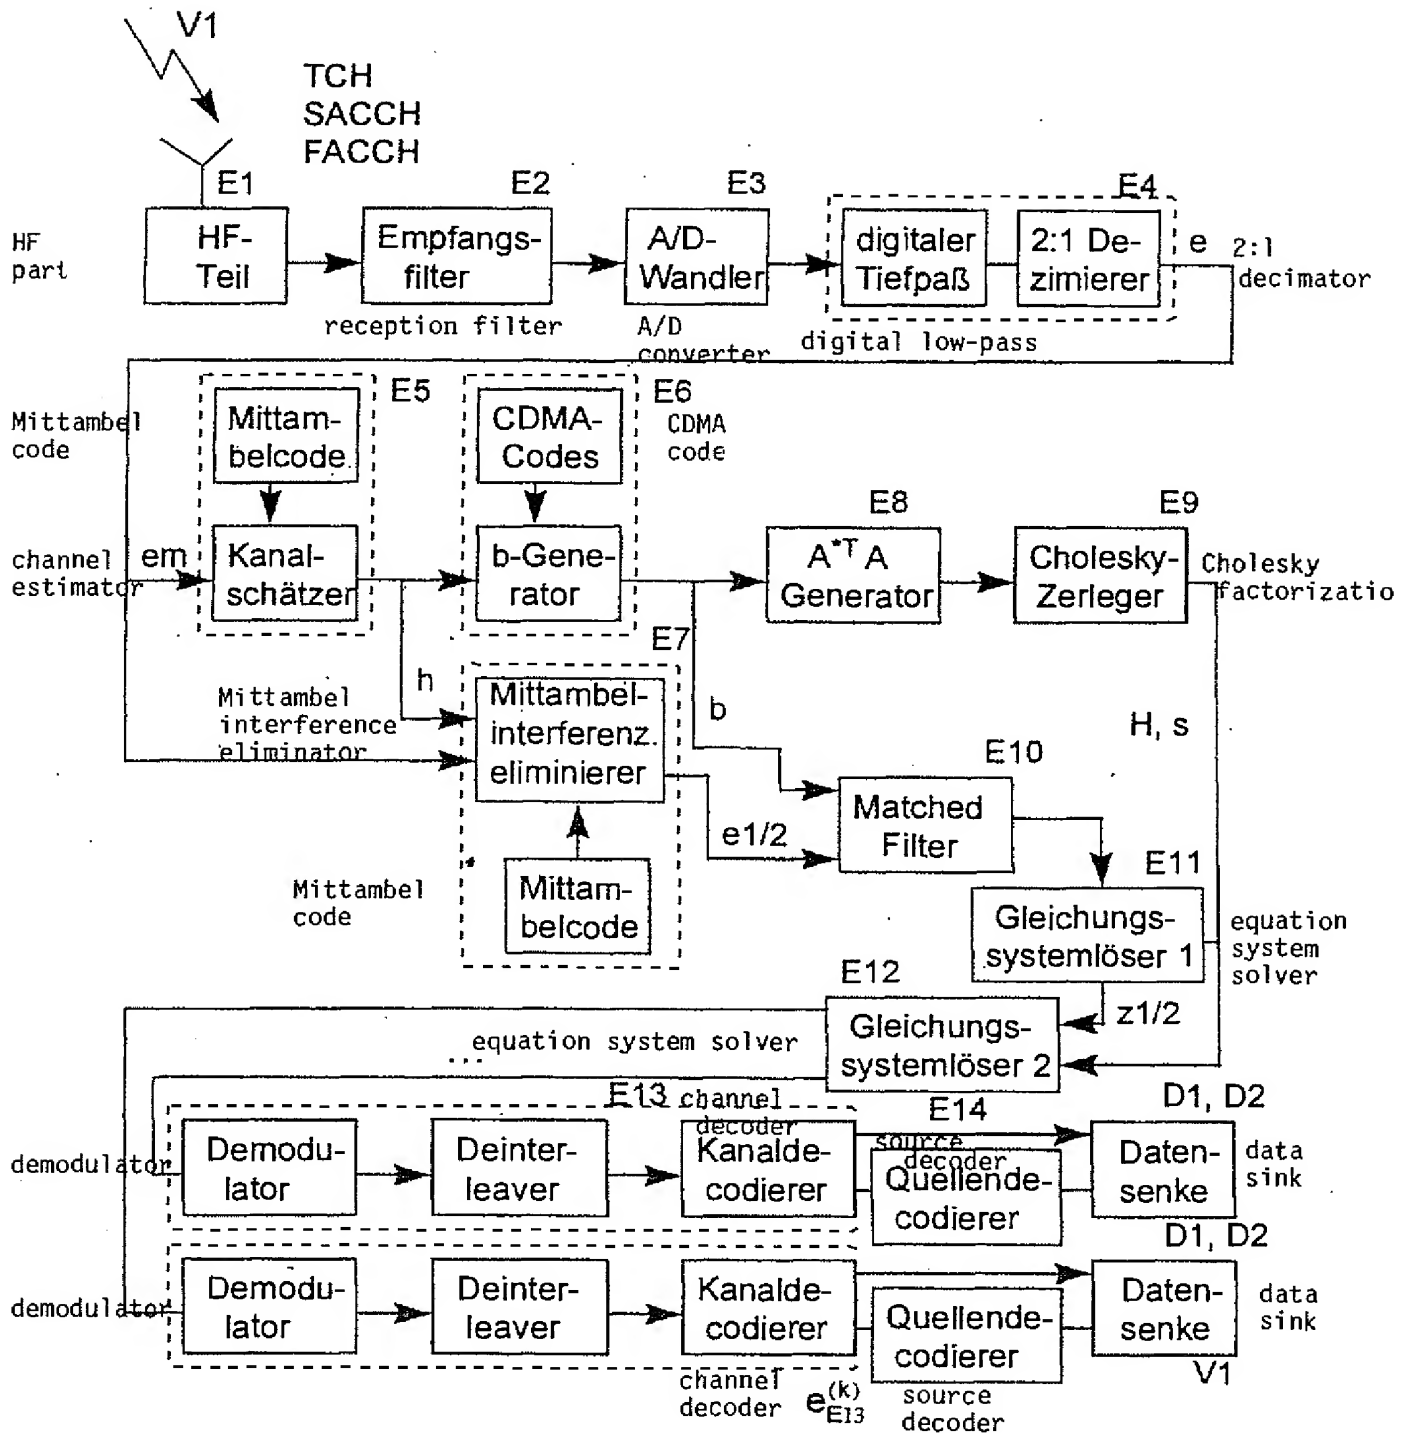 V1
TCH
SACCH
FACCH
E1
E2
E3
E4
HF
part
HF-
Teil
Empfangs-
filter
A/D-
Wandler
digitaler
Tiefpaß
2:1 De-
zimierer
e
2:1
decimator
reception filter
A/D
converter
digital low-pass
Mittambel
code
Mittam-
belcode
E5
CDMA-
Codes
E6
CDMA
code
channel
estimator
em
Kanal-
schätzer
b-Gene-
rator
E8
A*T A
Generator
E9
Cholesky-
Zerleger
Cholesky
factorizatio
E7
h
Mittambel
interference
eliminator
Mittambel-
interferenz.
eliminierer
b
H, s
E10
Matched
Filter
e1/2
Mittambel
code
Mittam-
belcode
E11
Gleichungs-
systemlöser 1
equation
system
solver
E12
z1/2
Gleichungs-
systemlöser 2
...equation system solver
E13
channel
decoder
E14
source
decoder
D1, D2
demodulator
Demodu-
lator
Deinter-
leaver
Kanalde-
codierer
Quellende-
codierer
Daten-
senke
data
sink
D1, D2
demodulator
Demodu-
lator
Deinter-
leaver
Kanalde-
codierer
Quellende-
codierer
Daten-
senke
data
sink
V1
channel
decoder
e(k)E13
source
decoder